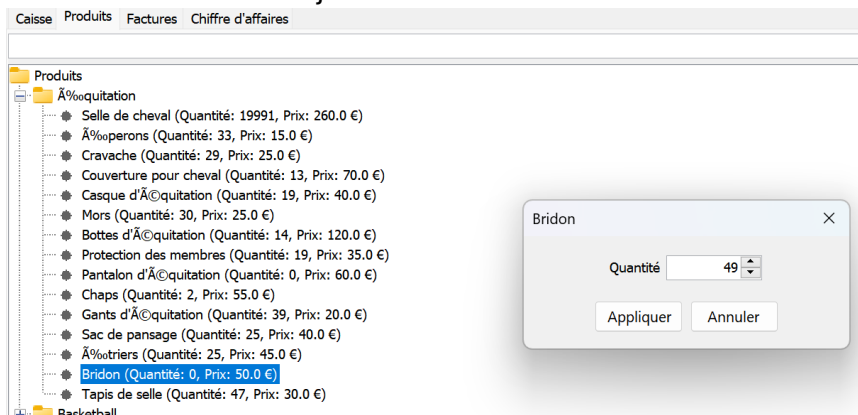 Caisse Produits Factures Chiffre d'affaires
Produits
Ã‰quitation
Selle de cheval (Quantité: 19991, Prix: 260.0 €)
Ã‰perons (Quantité: 33, Prix: 15.0 €)
Cravache (Quantité: 29, Prix: 25.0 €)
Couverture pour cheval (Quantité: 13, Prix: 70.0 €)
Casque d'Ã©quitation (Quantité: 19, Prix: 40.0 €)
Mors (Quantité: 30, Prix: 25.0 €)
Bottes d'Ã©quitation (Quantité: 14, Prix: 120.0 €)
Protection des membres (Quantité: 19, Prix: 35.0 €)
Pantalon d'Ã©quitation (Quantité: 0, Prix: 60.0 €)
Chaps (Quantité: 2, Prix: 55.0 €)
Gants d'Ã©quitation (Quantité: 39, Prix: 20.0 €)
Sac de pansage (Quantité: 25, Prix: 40.0 €)
Ã‰triers (Quantité: 25, Prix: 45.0 €)
Bridon (Quantité: 0, Prix: 50.0 €)
Tapis de selle (Quantité: 47, Prix: 30.0 €)
Basketball
Bridon
Quantité 49
Appliquer Annuler